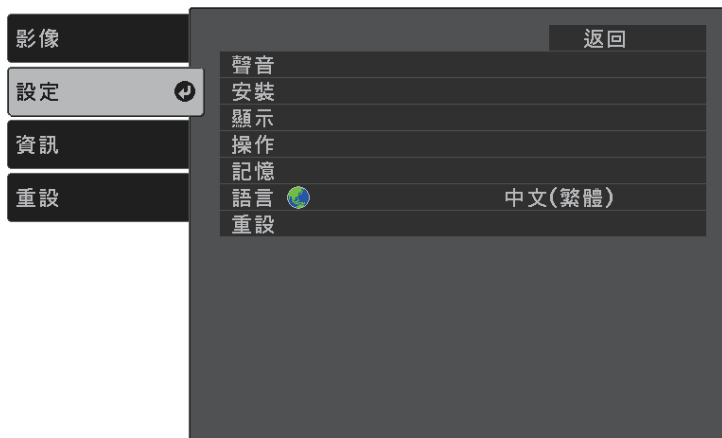 影像
設定
資訊
重設
返回
聲音
安裝
顯示
操作
記憶
語言 中文(繁體)
重設